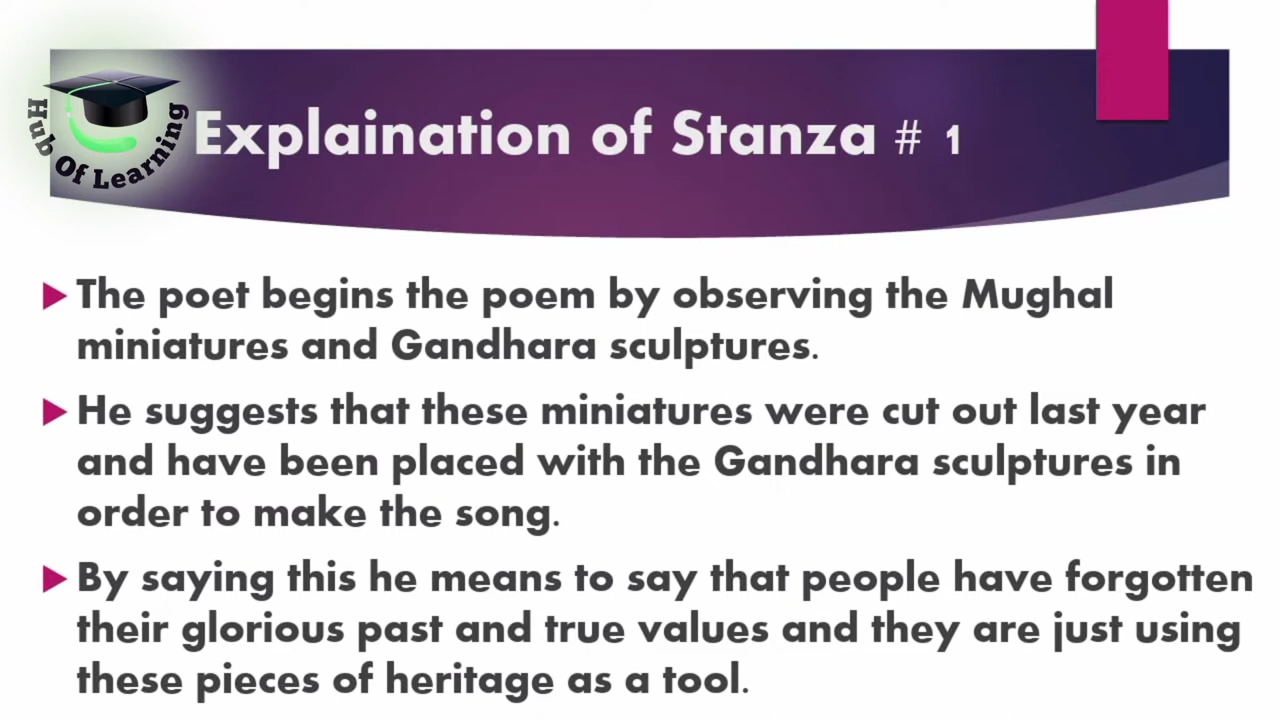 Hub Of Learning
Explaination of Stanza # 1
The poet begins the poem by observing the Mughal
miniatures and Gandhara sculptures.
He suggests that these miniatures were cut out last year
and have been placed with the Gandhara sculptures in
order to make the song.
By saying this he means to say that people have forgotten
their glorious past and true values and they are just using
these pieces of heritage as a tool.